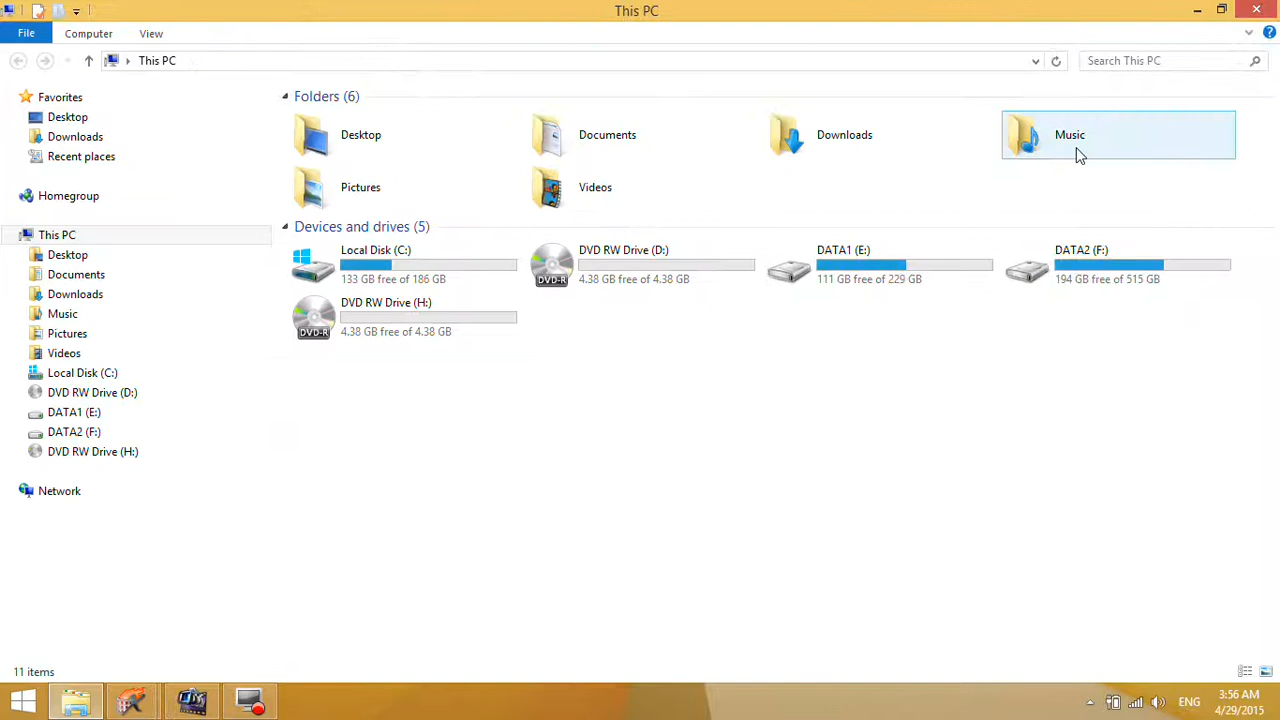 This PC
File Computer View
This PC
Search This PC
Favorites
Desktop
Downloads
Recent places
Homegroup
This PC
Desktop
Documents
Downloads
Music
Pictures
Videos
Local Disk (C:)
DVD RW Drive (D:)
DATA1 (E:)
DATA2 (F:)
DVD RW Drive (H:)
Network
Folders (6)
Desktop
Documents
Downloads
Music
Pictures
Videos
Devices and drives (5)
Local Disk (C:)
133 GB free of 186 GB
DVD-R
DVD RW Drive (D:)
4.38 GB free of 4.38 GB
DATA1 (E:)
111 GB free of 229 GB
DATA2 (F:)
194 GB free of 515 GB
DVD-R
DVD RW Drive (H:)
4.38 GB free of 4.38 GB
11 items
ENG
3:56 AM
4/29/2015